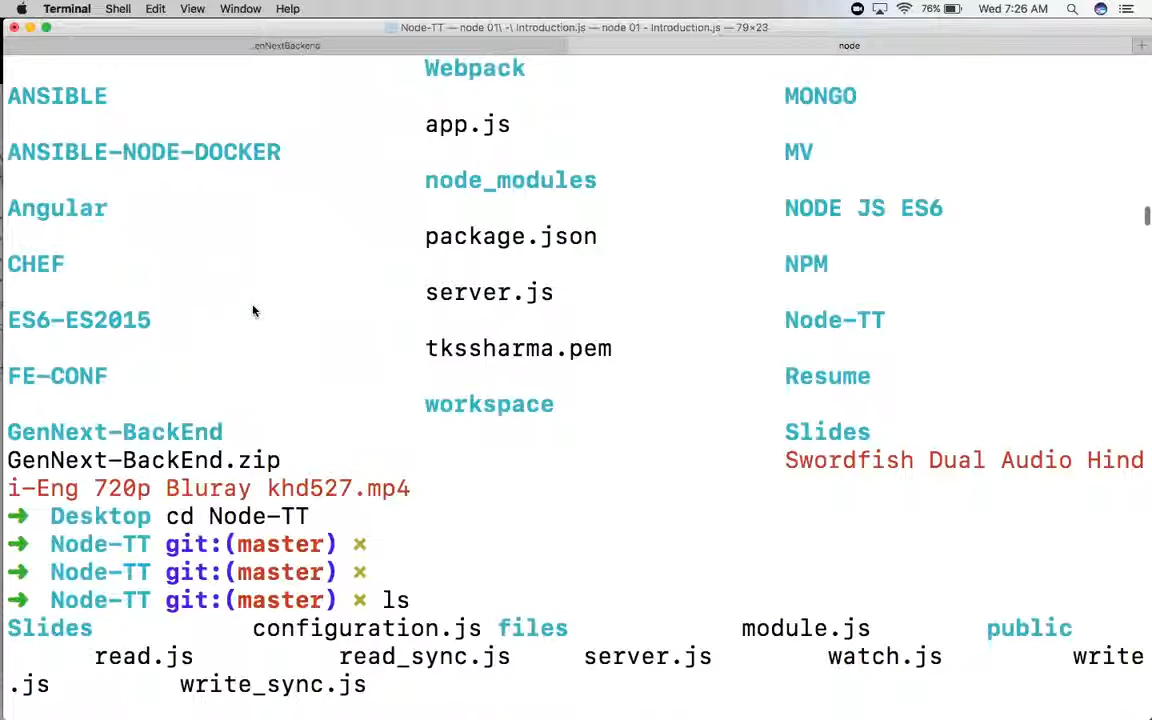 Terminal Shell Edit View Window Help 76% Wed 7:26 AM
Node-TT — node 01\ -\ Introduction.js — node 01 - Introduction.js — 79×23
...enNextBackend node +
Webpack
ANSIBLE MONGO
app.js
ANSIBLE-NODE-DOCKER MV
node_modules
Angular NODE JS ES6
package.json
CHEF NPM
server.js
ES6-ES2015 Node-TT
tkssharma.pem
FE-CONF Resume
workspace
GenNext-BackEnd Slides
GenNext-BackEnd.zip Swordfish Dual Audio Hind
i-Eng 720p Bluray khd527.mp4
➜ Desktop cd Node-TT
➜ Node-TT git:(master) ✗
➜ Node-TT git:(master) ✗
➜ Node-TT git:(master) ✗ ls
Slides configuration.js files module.js public
read.js read_sync.js server.js watch.js write
.js write_sync.js